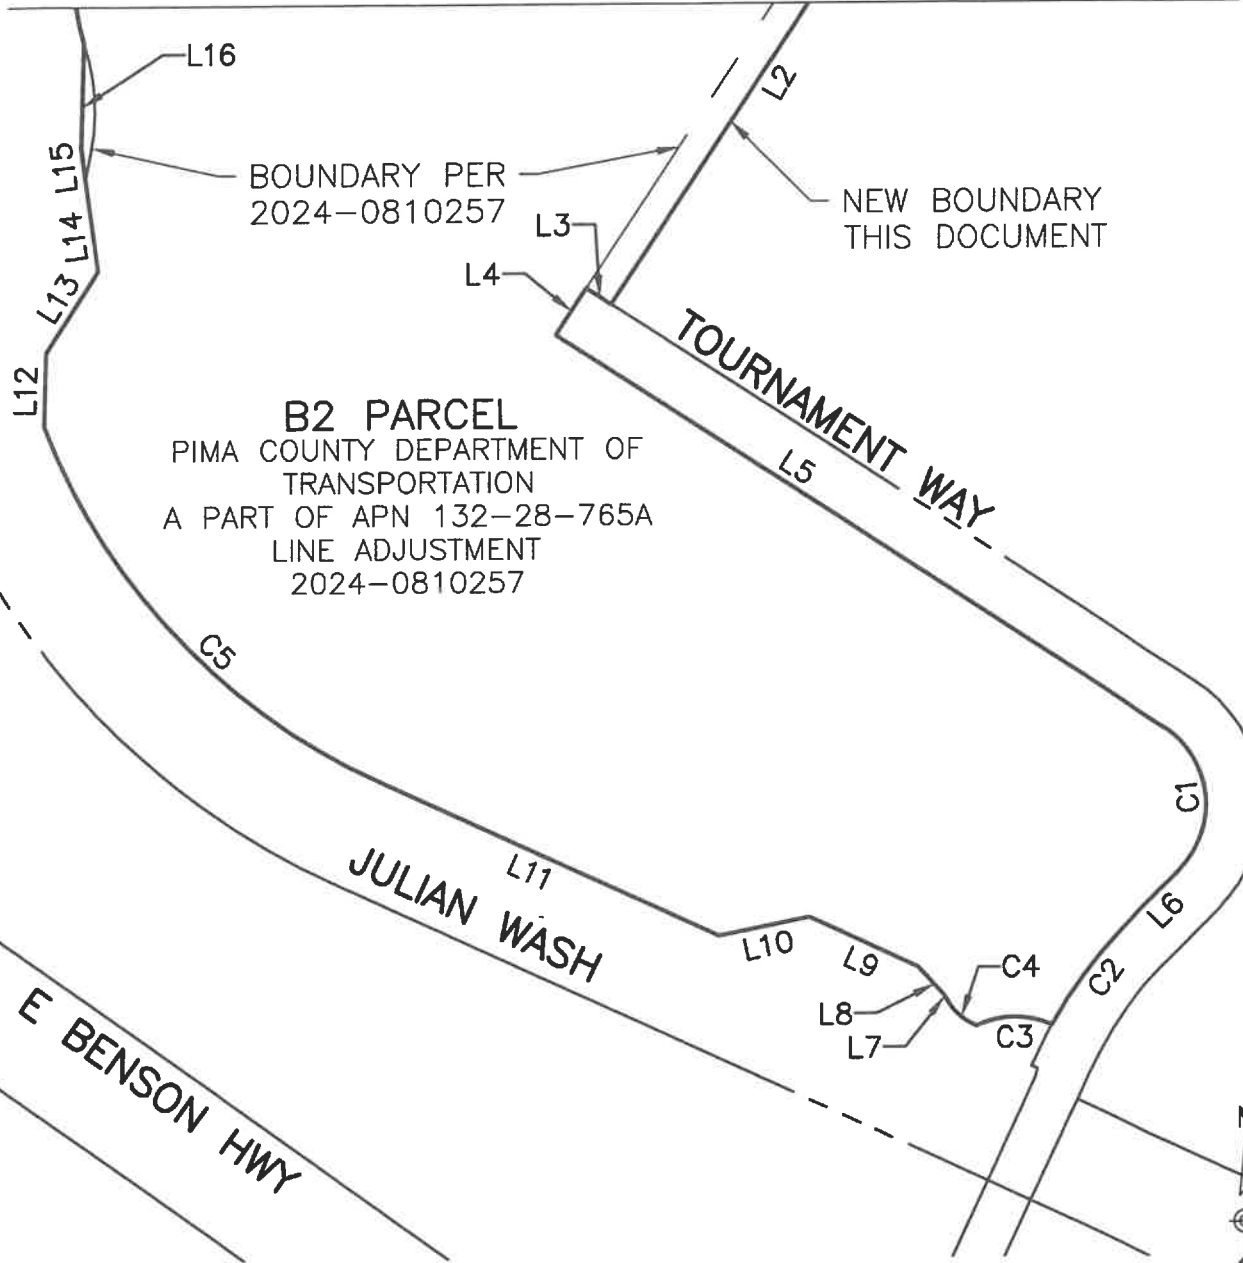 L16
L2
BOUNDARY PER
2024-0810257
NEW BOUNDARY
THIS DOCUMENT
L15
L14
L3
L4
L13
L12
TOURNAMENT WAY
L5
B2 PARCEL
PIMA COUNTY DEPARTMENT OF
TRANSPORTATION
A PART OF APN 132-28-765A
LINE ADJUSTMENT
2024-0810257
C5
C1
L11
JULIAN WASH
L10
L9
L6
C2
C4
L8
L7
C3
E BENSON HWY